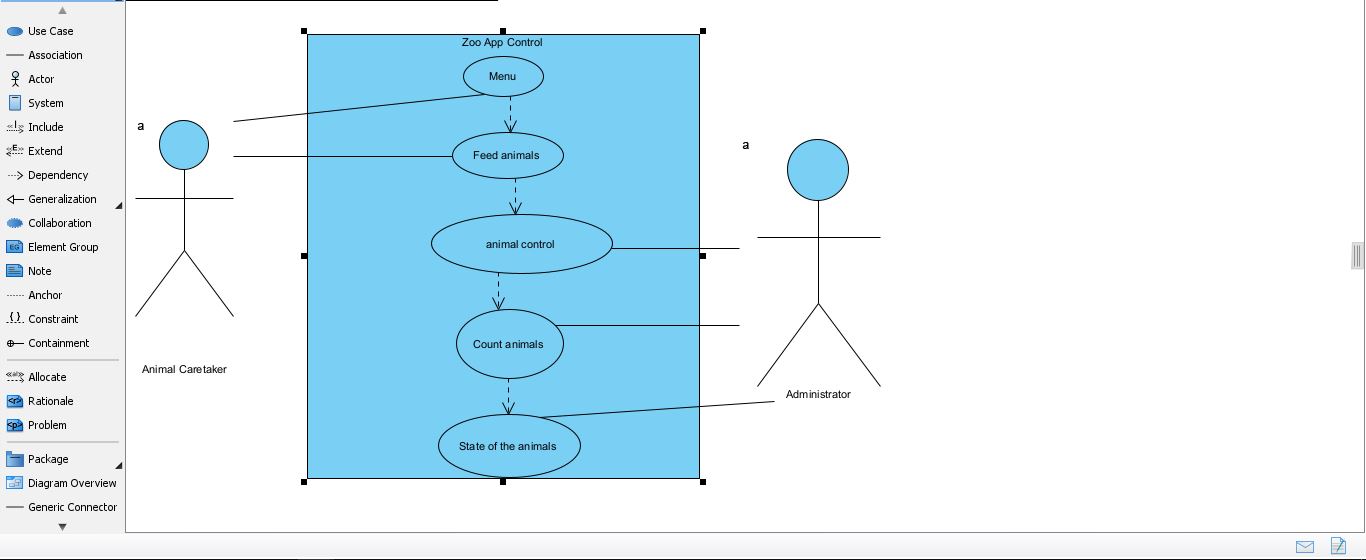 Use Case
Association
Actor
System
Include
Extend
Dependency
Generalization
Collaboration
EG Element Group
Note
Anchor
{ } Constraint
Containment
Allocate
Rationale
Problem
Package
Diagram Overview
Generic Connector
Zoo App Control
Menu
a
Feed animals
a
animal control
Count animals
Animal Caretaker
Administrator
State of the animals